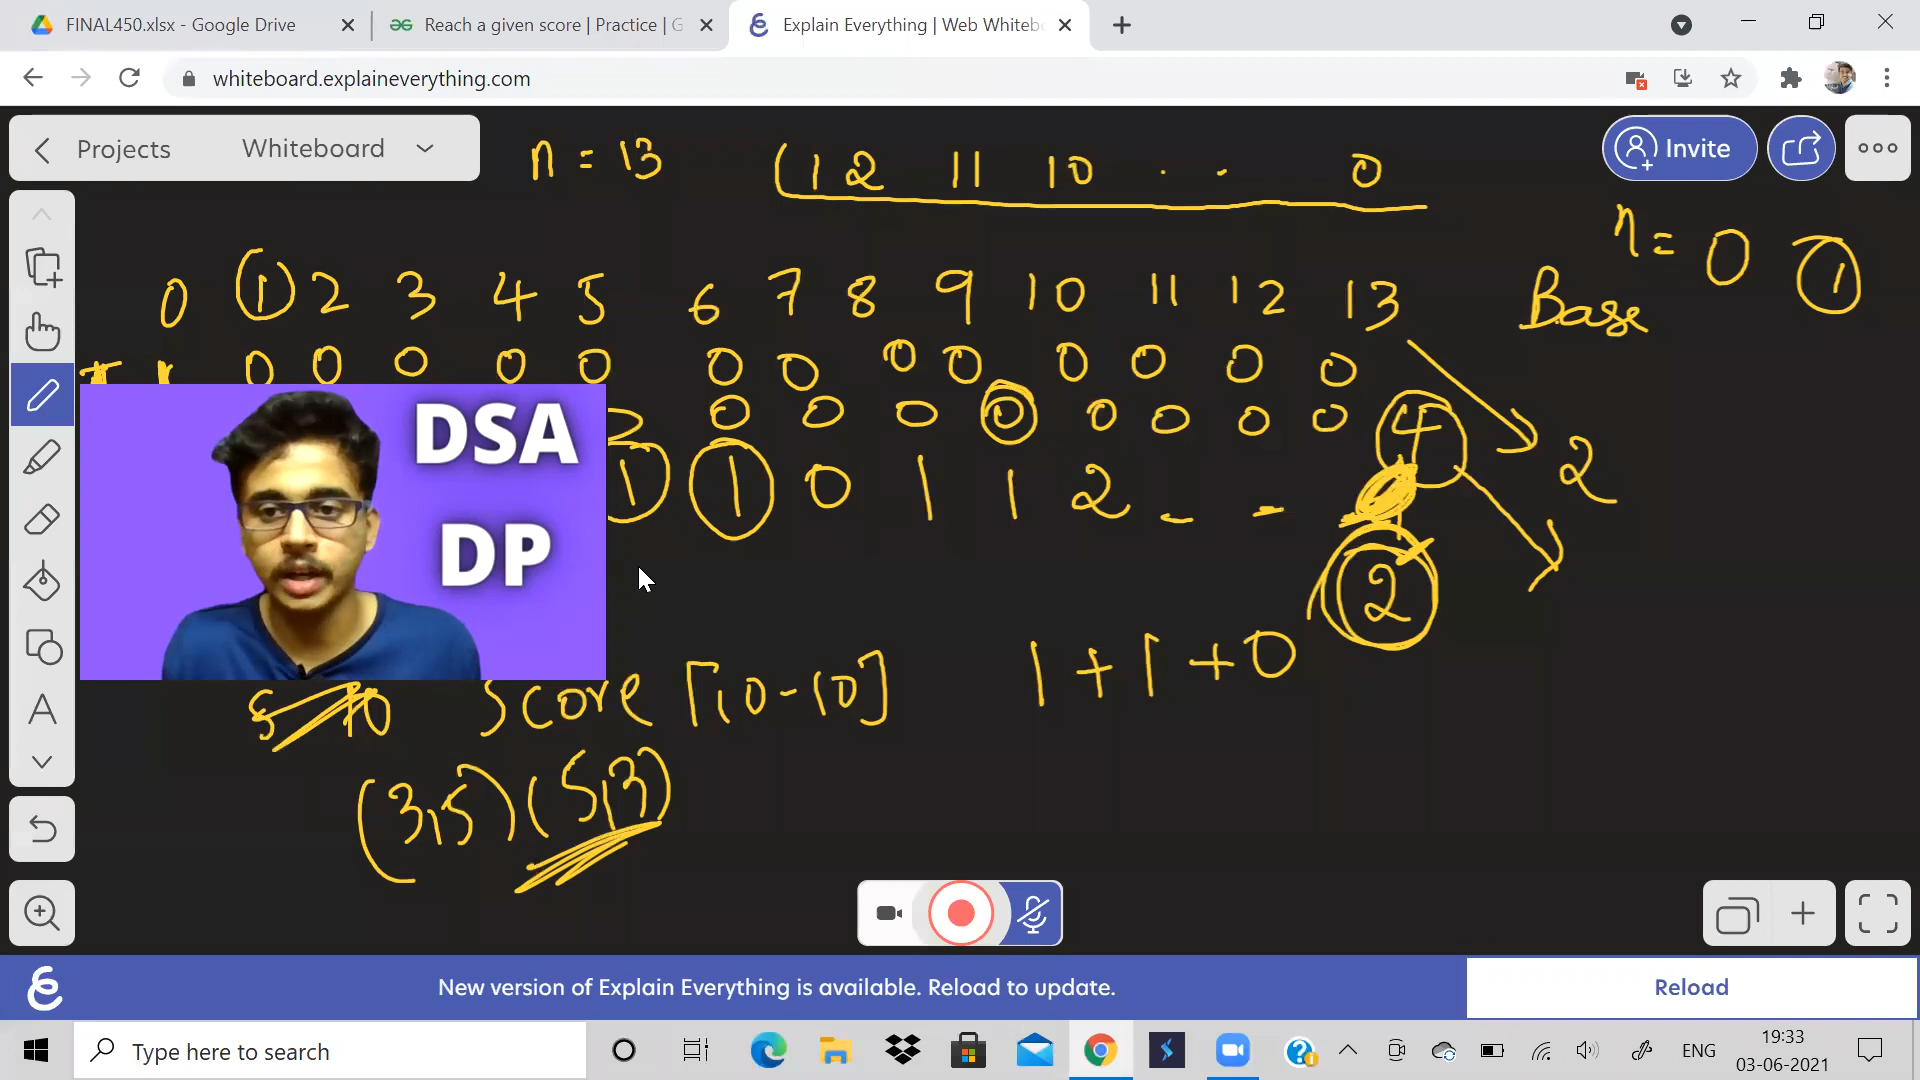 FINAL450.xlsx - Google Drive
Reach a given score | Practice | G
Explain Everything | Web Whitebo
whiteboard.explaineverything.com
Projects Whiteboard
n = 13
(12 11 10 . . 0
Invite
n = 0 1
0 1 2 3 4 5 6 7 8 9 10 11 12 13
Base
0 0 0 0 0 0 0 0 0 0 0 0 0
0 0 0 0 0 0 0 0 4
1 1 0 1 1 2 - - 2
DSA
DP
2
Score [10-10]
1 + 1 + 0
(3,5) (5,3)
New version of Explain Everything is available. Reload to update.
Reload
Type here to search
ENG
19:33
03-06-2021